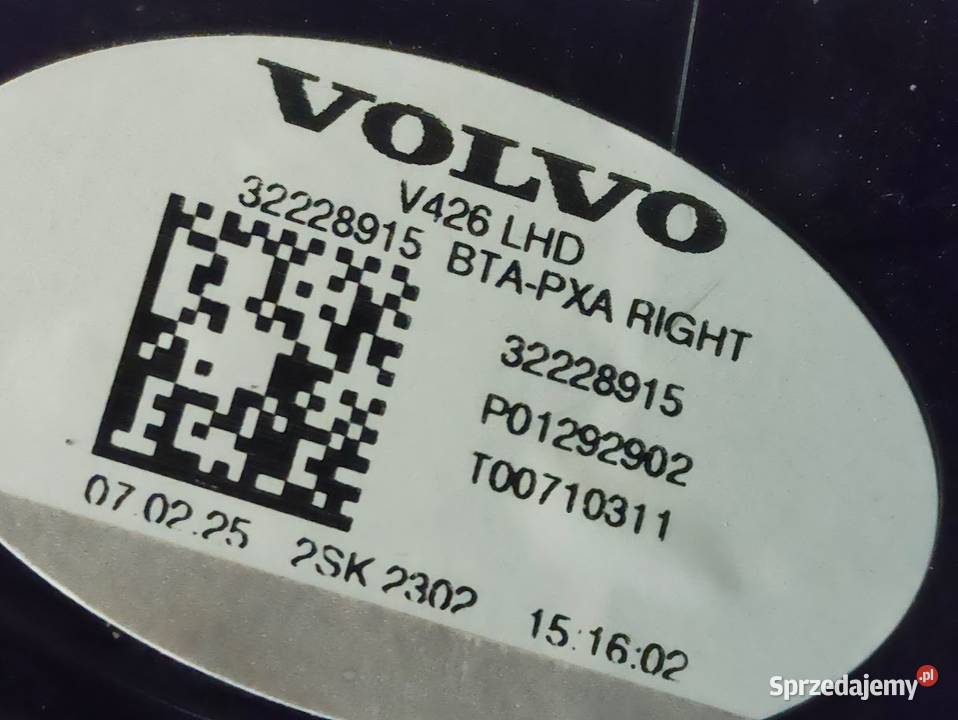 VOLVO
V426 LHD
32228915 BTA-PXA RIGHT
32228915
P01292902
T00710311
07.02.25 2SK 2302 15:16:02
Sprzedajemy.pl